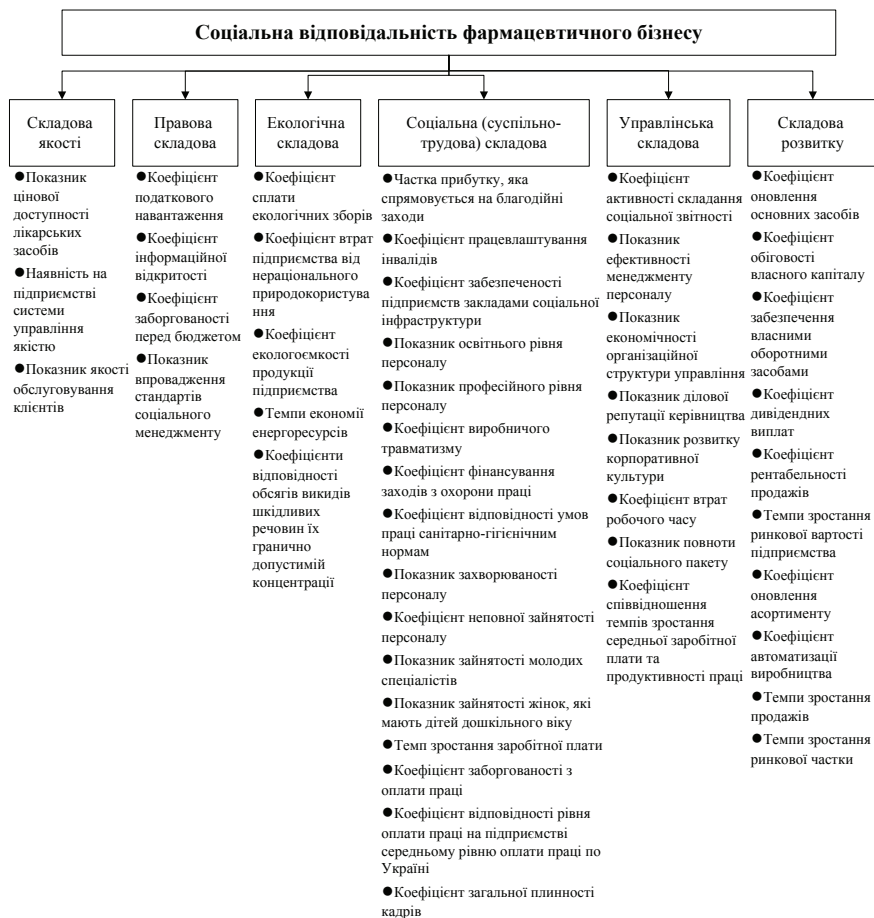 Соціальна відповідальність фармацевтичного бізнесу
Складова
якості
●Показник
цінової
доступності
лікарських
засобів
●Наявність на
підприємстві
системи
управління
якістю
●Показник якості
обслуговування
клієнтів
Правова
складова
●Коефіцієнт
податкового
навантаження
●Коефіцієнт
інформаційної
відкритості
●Коефіцієнт
заборгованості
перед бюджетом
●Показник
впровадження
стандартів
соціального
менеджменту
Екологічна
складова
●Коефіцієнт
сплати
екологічних зборів
●Коефіцієнт втрат
підприємства від
нераціонального
природокористу
вання
●Коефіцієнт
екологоємкості
продукції
підприємства
●Темпи економії
енергоресурсів
●Коефіцієнти
відповідності
обсягів викидів
шкідливих
речовин їх
гранично
допустимій
концентрації
Соціальна (суспільно-
трудова) складова
●Частка прибутку, яка
спрямовується на благодійні
заходи
●Коефіцієнт працевлаштування
інвалідів
●Коефіцієнт забезпеченості
підприємств закладами соціальної
інфраструктури
●Показник освітнього рівня
персоналу
●Показник професійного рівня
персоналу
●Коефіцієнт виробничого
травматизму
●Коефіцієнт фінансування
заходів з охорони праці
●Коефіцієнт відповідності умов
праці санітарно-гігієнічним
нормам
●Показник захворюваності
персоналу
●Коефіцієнт неповної зайнятості
персоналу
●Показник зайнятості молодих
спеціалістів
●Показник зайнятості жінок, які
мають дітей дошкільного віку
●Темп зростання заробітної плати
●Коефіцієнт заборгованості з
оплати праці
●Коефіцієнт відповідності рівня
оплати праці на підприємстві
середньому рівню оплати праці по
Україні
●Коефіцієнт загальної плинності
кадрів
Управлінська
складова
●Коефіцієнт
активності складання
соціальної звітності
●Показник
ефективності
менеджменту
персоналу
●Показник
економічності
організаційної
структури управління
●Показник ділової
репутації керівництва
●Показник розвитку
корпоративної
культури
●Коефіцієнт втрат
робочого часу
●Показник повноти
соціального пакету
●Коефіцієнт
співвідношення
темпів зростання
середньої заробітної
плати та
продуктивності праці
Складова
розвитку
●Коефіцієнт
оновлення
основних засобів
●Коефіцієнт
обіговості
власного капіталу
●Коефіцієнт
забезпечення
власними
оборотними
засобами
●Коефіцієнт
дивідендних
виплат
●Коефіцієнт
рентабельності
продажів
●Темпи зростання
ринкової вартості
підприємства
●Коефіцієнт
оновлення
асортименту
●Коефіцієнт
автоматизації
виробництва
●Темпи зростання
продажів
●Темпи зростання
ринкової частки